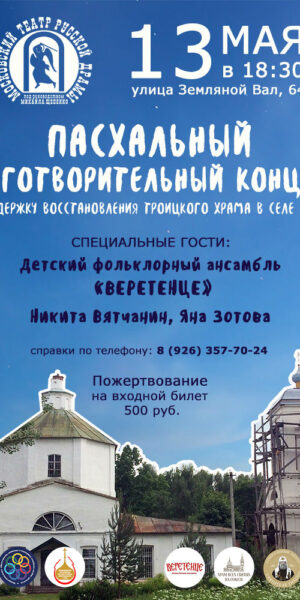 МОСКОВСКИЙ ТЕАТР РУССКОЙ ДРАМЫ
под руководством
МИХАИЛА ЩЕПЕНКО
13 МАЯ
в 18:30
улица Земляной Вал, 64
ПАСХАЛЬНЫЙ
ГОТВОРИТЕЛЬНЫЙ КОНЦ
ДЕРЖКУ ВОССТАНОВЛЕНИЯ ТРОИЦКОГО ХРАМА В СЕЛЕ
СПЕЦИАЛЬНЫЕ ГОСТИ:
Детский фольклорный ансамбль
«ВЕРЕТЕНЦЕ»
Никита Вятчанин, Яна Зотова
справки по телефону: 8 (926) 357-70-24
Пожертвование
на входной билет
500 руб.
ВЕРЕТЕНЦЕ